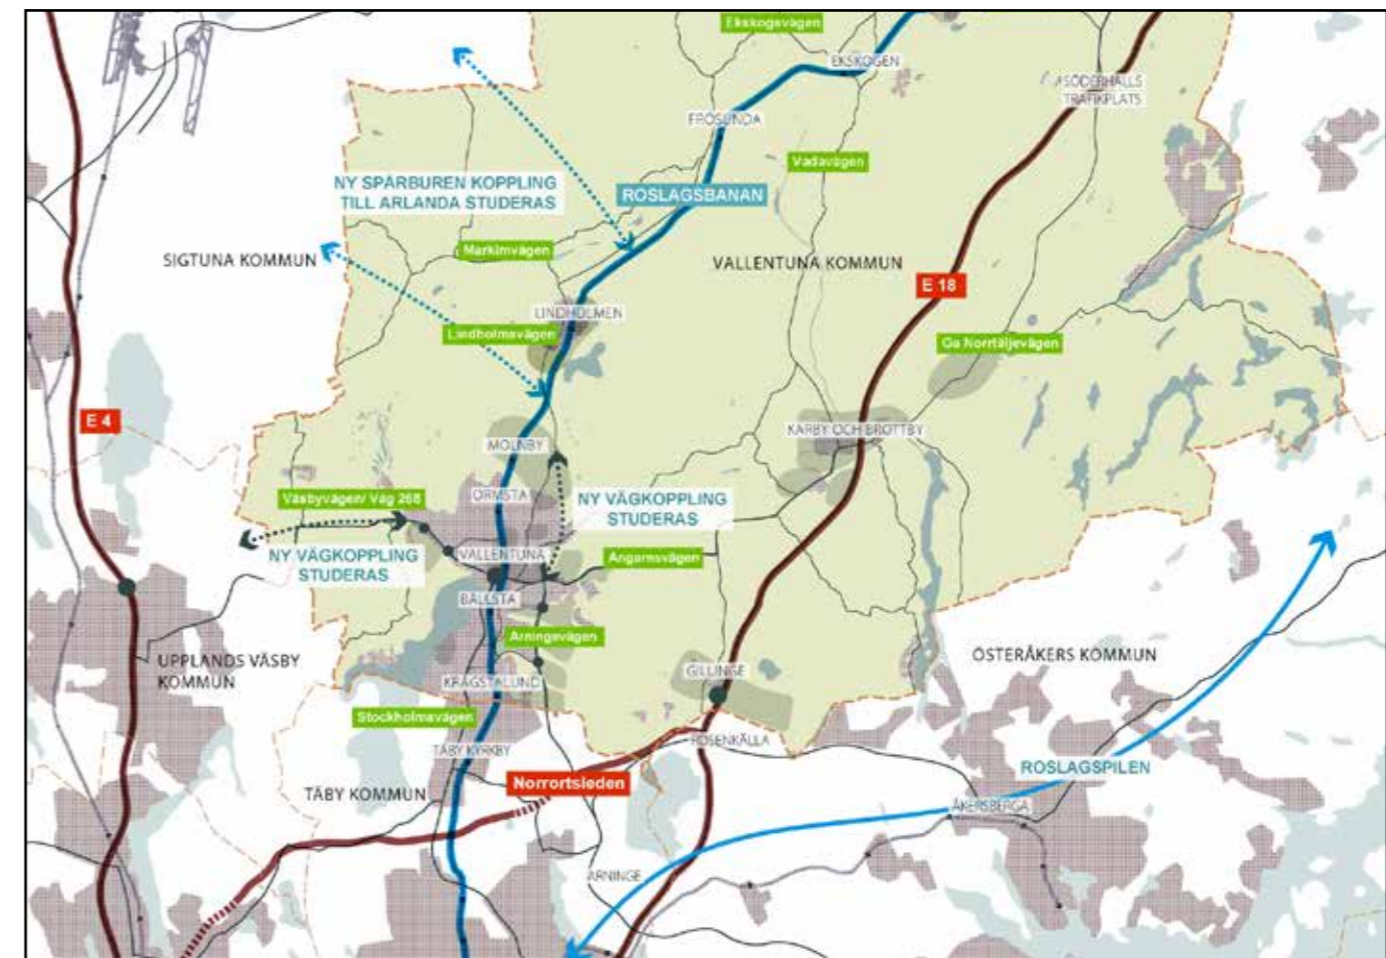 Ekskogsvägen
EKSKOGEN
SÖDERHALLS
TRAFIKPLATS
FROSUNDA
Vadavägen
NY SPÅRBUREN KOPPLING
TILL ARLANDA STUDERAS
ROSLAGSBANAN
Markimvägen
SIGTUNA KOMMUN
VALLENTUNA KOMMUN
E 18
LINDHOLMEN
Lindholmsvägen
Ga Norrtäljevägen
E 4
KARBY OCH BROTTBY
MOLNBY
ORMSTA
Väsbyvägen/ Väg 268
NY VÄGKOPPLING
STUDERAS
NY VÄGKOPPLING
STUDERAS
VALLENTUNA
Angarnsvägen
BÄLLSTA
Arningevägen
UPPLANDS VÄSBY
KOMMUN
ÖSTERÅKERS KOMMUN
GILLINGE
KRAGSTALUND
Stockholmsvägen
ROSENKÄLLA
TÄBY KYRKBY
ROSLAGSPILEN
Norrortsleden
TÄBY KOMMUN
ÅKERSBERGA
ARNINGE